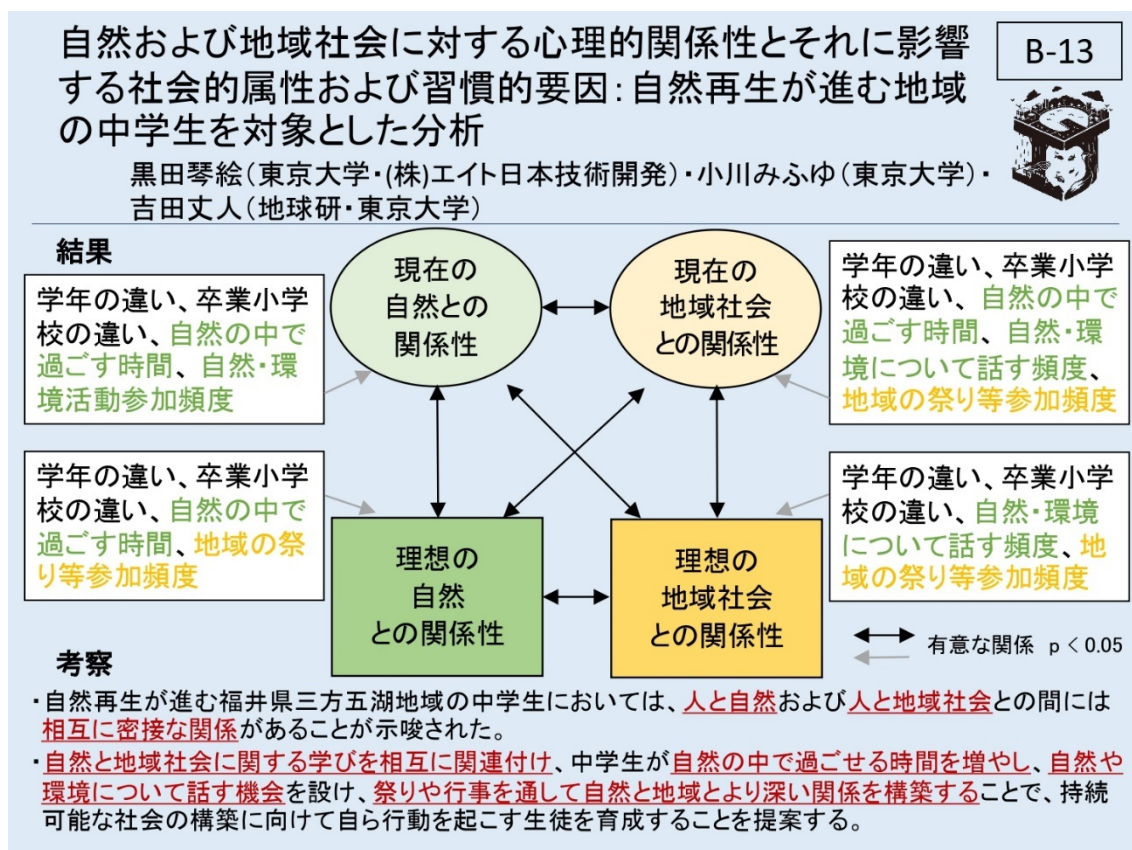 自然および地域社会に対する心理的関係性とそれに影響
する社会的属性および習慣的要因：自然再生が進む地域
の中学生を対象とした分析
B-13
黒田琴絵（東京大学・(株)エイト日本技術開発）・小川みふゆ（東京大学）・
吉田丈人（地球研・東京大学）
結果
学年の違い、卒業小学
校の違い、自然の中で
過ごす時間、自然・環
境活動参加頻度
現在の
自然との
関係性
現在の
地域社会
との関係性
学年の違い、卒業小学
校の違い、自然の中で
過ごす時間、自然・環
境について話す頻度、
地域の祭り等参加頻度
学年の違い、卒業小学
校の違い、自然の中で
過ごす時間、地域の祭
り等参加頻度
理想の
自然
との関係性
理想の
地域社会
との関係性
学年の違い、卒業小学
校の違い、自然・環境
について話す頻度、地
域の祭り等参加頻度
有意な関係 p < 0.05
考察
・自然再生が進む福井県三方五湖地域の中学生においては、人と自然および人と地域社会との間には
相互に密接な関係があることが示唆された。
・自然と地域社会に関する学びを相互に関連付け、中学生が自然の中で過ごせる時間を増やし、自然や
環境について話す機会を設け、祭りや行事を通して自然と地域とより深い関係を構築することで、持続
可能な社会の構築に向けて自ら行動を起こす生徒を育成することを提案する。